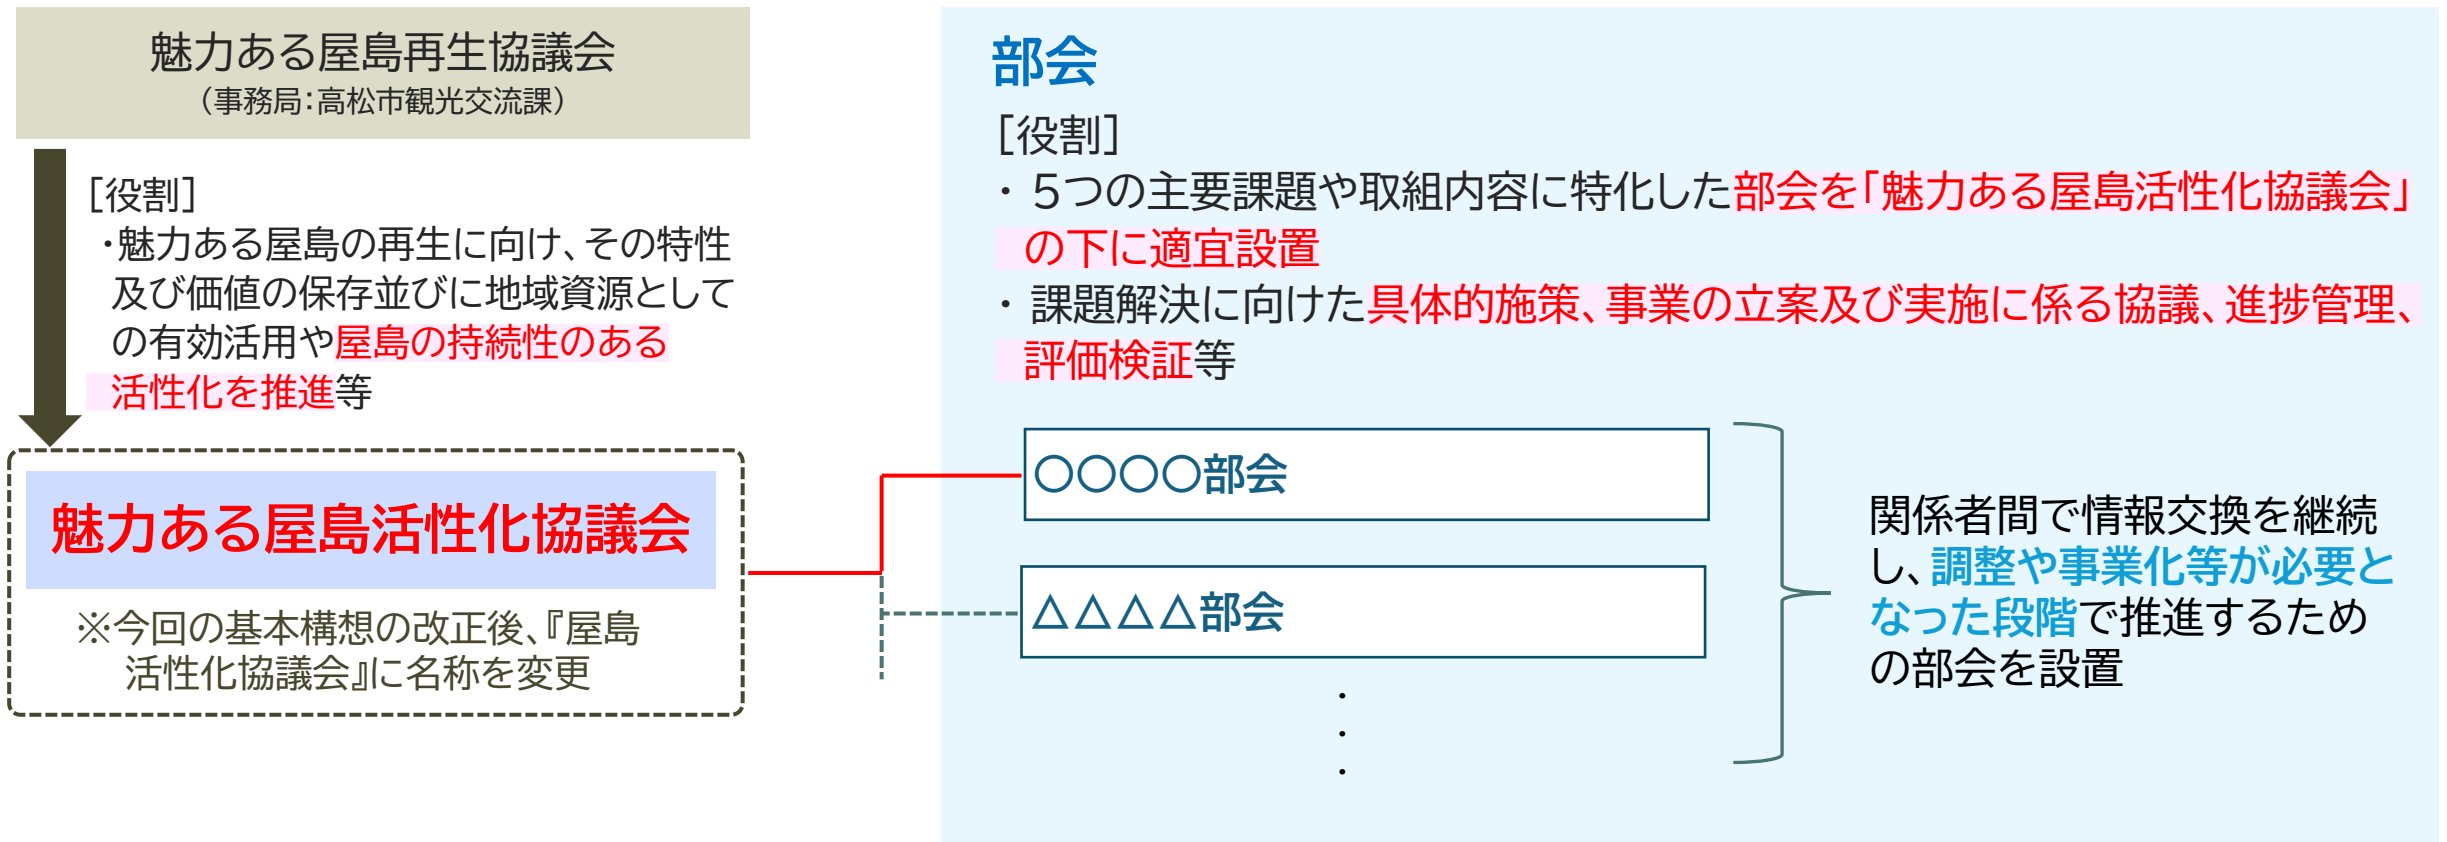 魅力ある屋島再生協議会
（事務局：高松市観光交流課）
［役割］
・魅力ある屋島の再生に向け、その特性
及び価値の保存並びに地域資源として
の有効活用や屋島の持続性のある
活性化を推進等
魅力ある屋島活性化協議会
※今回の基本構想の改正後、『屋島
活性化協議会』に名称を変更
部会
［役割］
・５つの主要課題や取組内容に特化した部会を「魅力ある屋島活性化協議会」
の下に適宜設置
・課題解決に向けた具体的施策、事業の立案及び実施に係る協議、進捗管理、
評価検証等
〇〇〇〇部会
△△△△部会
・
・
・
関係者間で情報交換を継続
し、調整や事業化等が必要と
なった段階で推進するため
の部会を設置